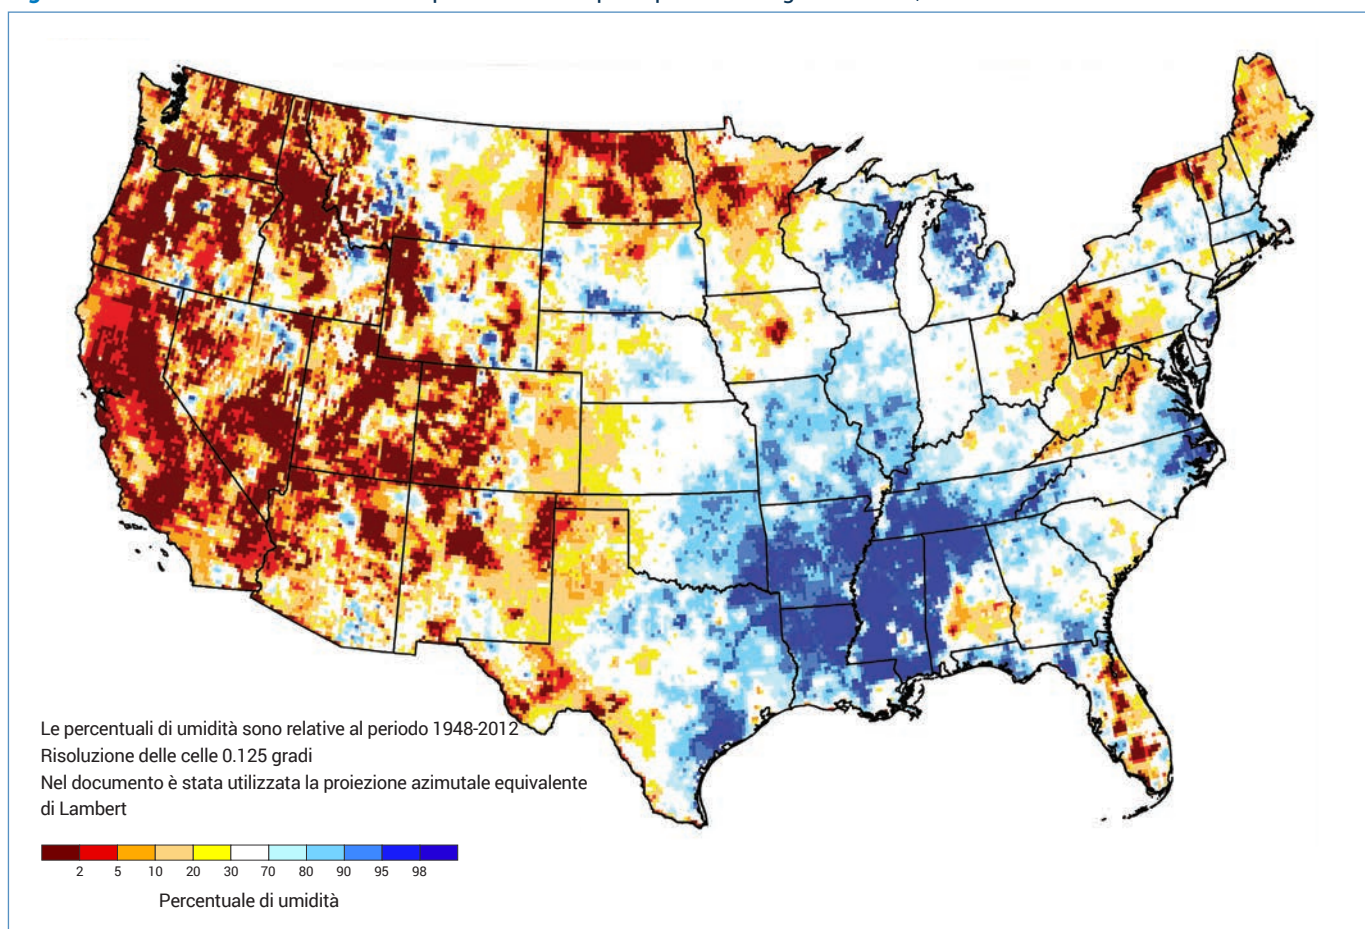 Le percentuali di umidità sono relative al periodo 1948-2012
Risoluzione delle celle 0.125 gradi
Nel documento è stata utilizzata la proiezione azimutale equivalente
di Lambert
2 5 10 20 30 70 80 90 95 98
Percentuale di umidità